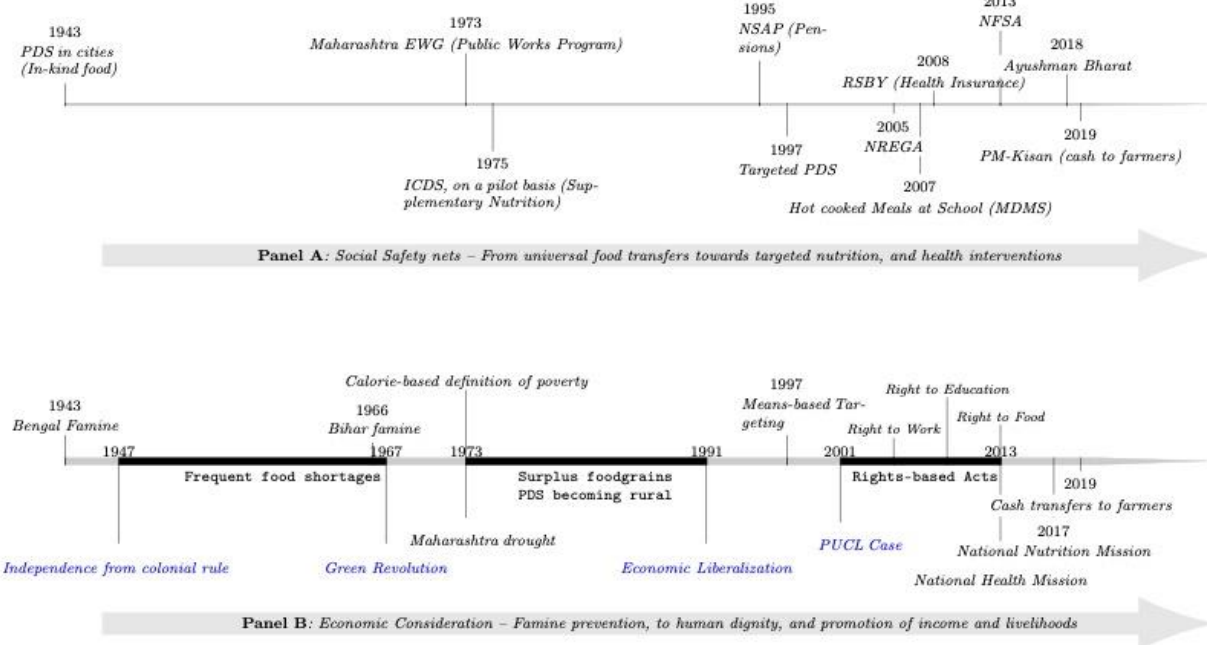 1943
PDS in cities
(In-kind food)
1973
Maharashtra EWG (Public Works Program)
1995
NSAP (Pen-
sions)
2013
NFSA
2008
RSBY (Health Insurance)
2018
Ayushman Bharat
1975
ICDS, on a pilot basis (Sup-
plementary Nutrition)
1997
Targeted PDS
2005
NREGA
2007
Hot cooked Meals at School (MDMS)
2019
PM-Kisan (cash to farmers)
Panel A: Social Safety nets – From universal food transfers towards targeted nutrition, and health interventions
1943
Bengal Famine
1947
Calorie-based definition of poverty
1966
Bihar famine
1967
1973
1991
1997
Means-based Tar-
geting
2001
Right to Work
Right to Education
Right to Food
2013
Frequent food shortages
Surplus foodgrains
PDS becoming rural
Rights-based Acts
2019
Cash transfers to farmers
2017
National Nutrition Mission
National Health Mission
Maharashtra drought
PUCL Case
Independence from colonial rule
Green Revolution
Economic Liberalization
Panel B: Economic Consideration – Famine prevention, to human dignity, and promotion of income and livelihoods